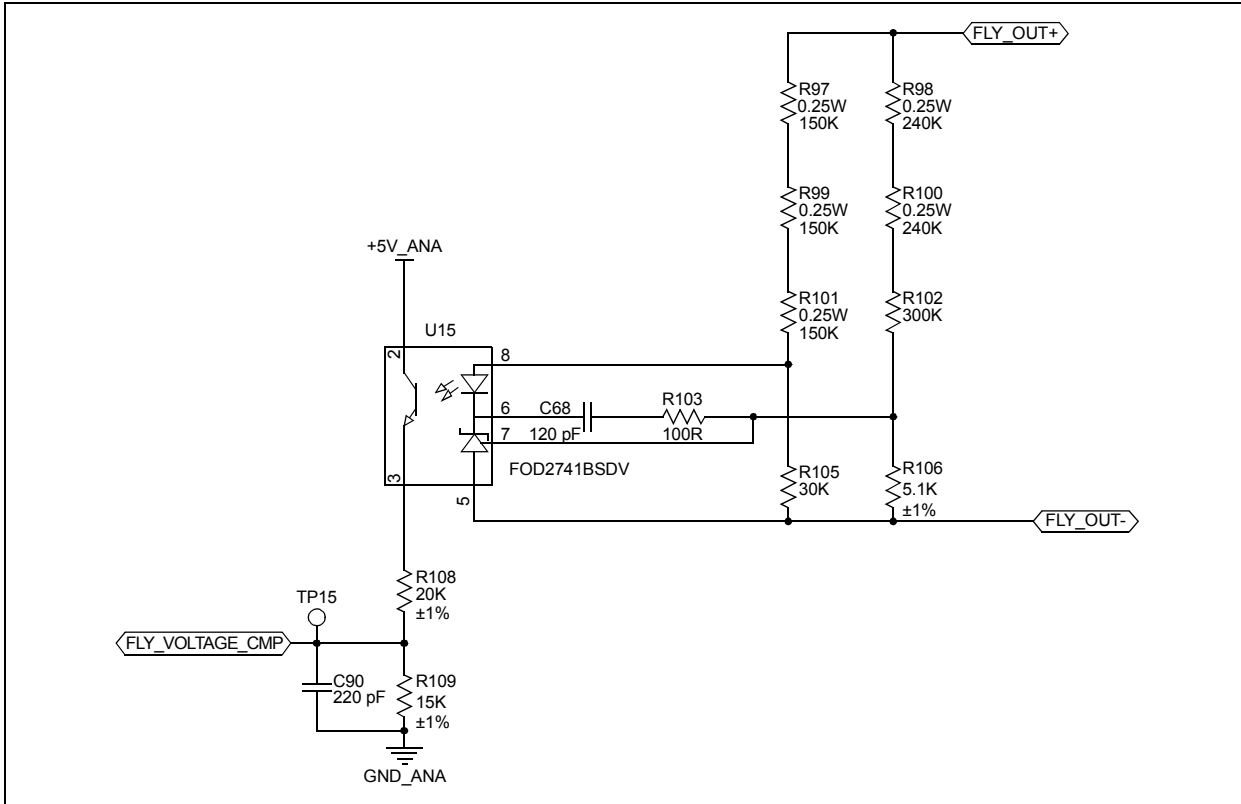 FLY_OUT+
R97
0.25W
150K
R98
0.25W
240K
R99
0.25W
150K
R100
0.25W
240K
+5V_ANA
R101
0.25W
150K
R102
300K
U15
2
8
6
C68
120 pF
R103
100R
7
FOD2741BSDV
3
5
R105
30K
R106
5.1K
±1%
FLY_OUT-
R108
20K
±1%
TP15
FLY_VOLTAGE_CMP
C90
220 pF
R109
15K
±1%
GND_ANA